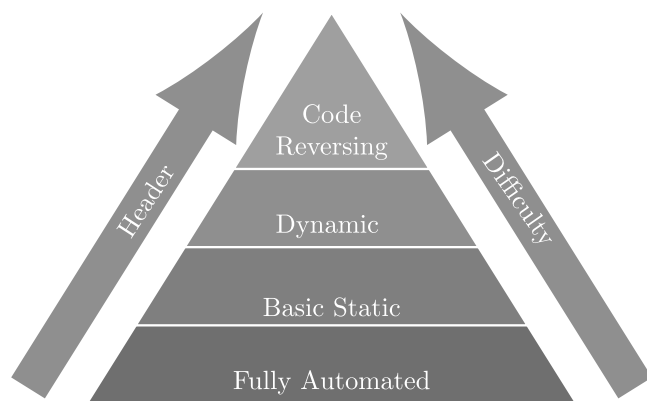 Code
Reversing
Header
Difficulty
Dynamic
Basic Static
Fully Automated